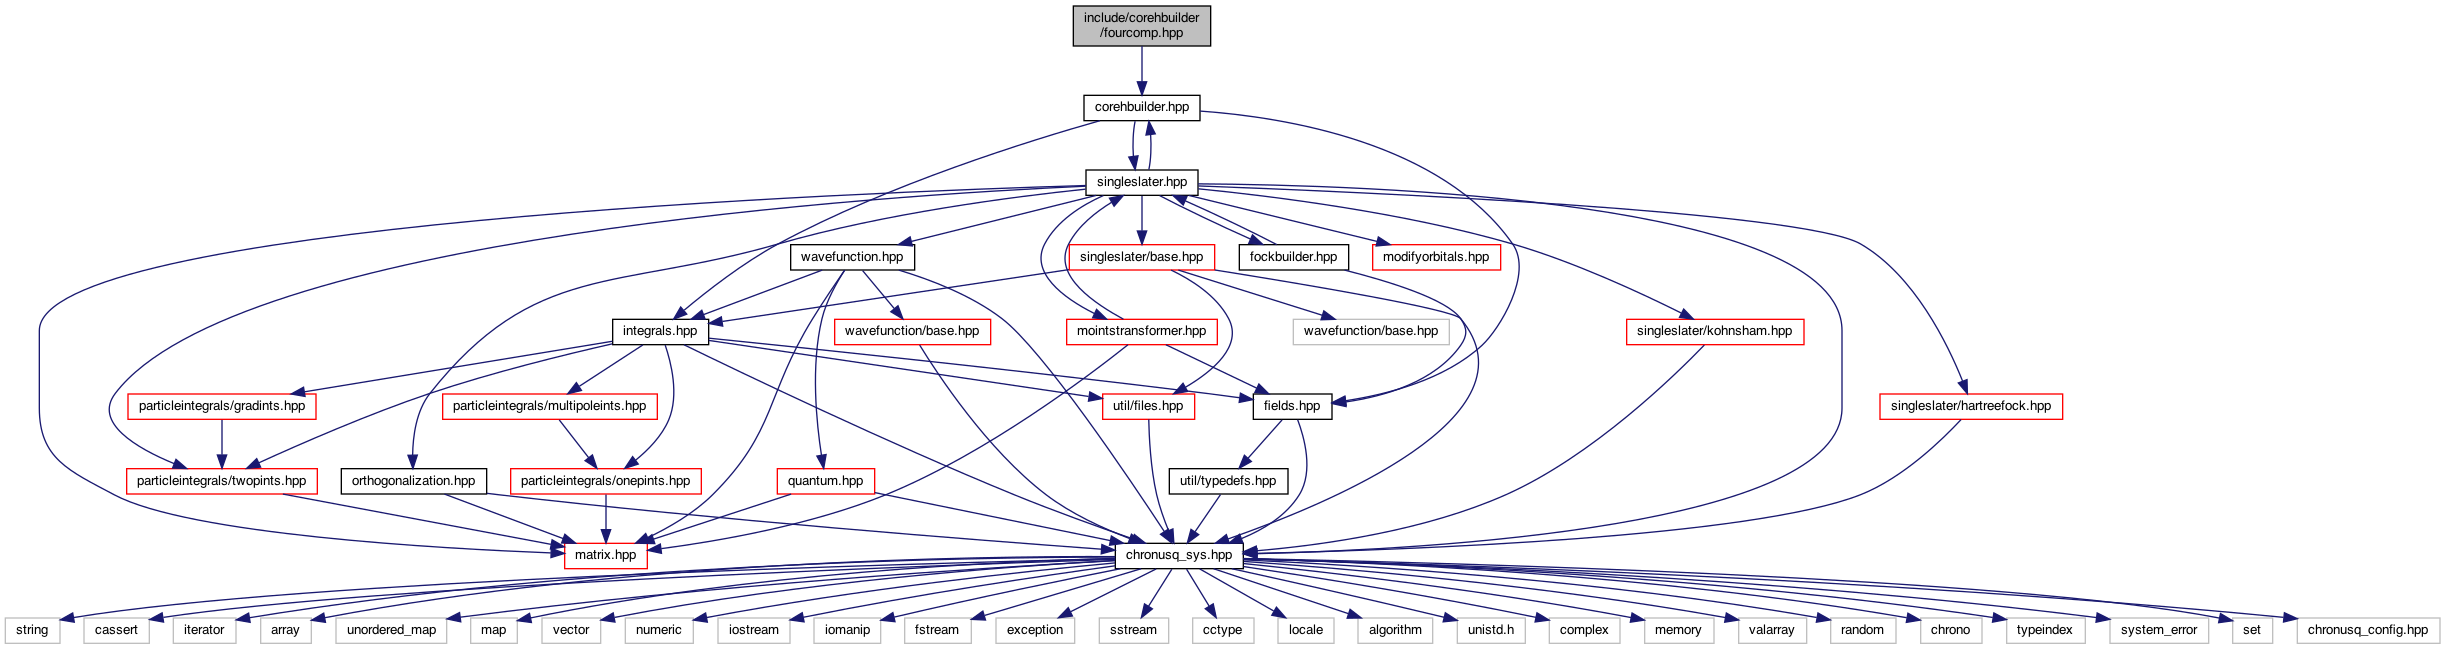 include/corehbuilder
/fourcomp.hpp
corehbuilder.hpp
singleslater.hpp
wavefunction.hpp
singleslater/base.hpp
fockbuilder.hpp
modifyorbitals.hpp
integrals.hpp
wavefunction/base.hpp
mointstransformer.hpp
wavefunction/base.hpp
singleslater/kohnsham.hpp
particleintegrals/gradints.hpp
particleintegrals/multipoleints.hpp
util/files.hpp
fields.hpp
singleslater/hartreefock.hpp
particleintegrals/twopints.hpp
orthogonalization.hpp
particleintegrals/onepints.hpp
quantum.hpp
util/typedefs.hpp
matrix.hpp
chronusq_sys.hpp
string
cassert
iterator
array
unordered_map
map
vector
numeric
iostream
iomanip
fstream
exception
sstream
cctype
locale
algorithm
unistd.h
complex
memory
valarray
random
chrono
typeindex
system_error
set
chronusq_config.hpp